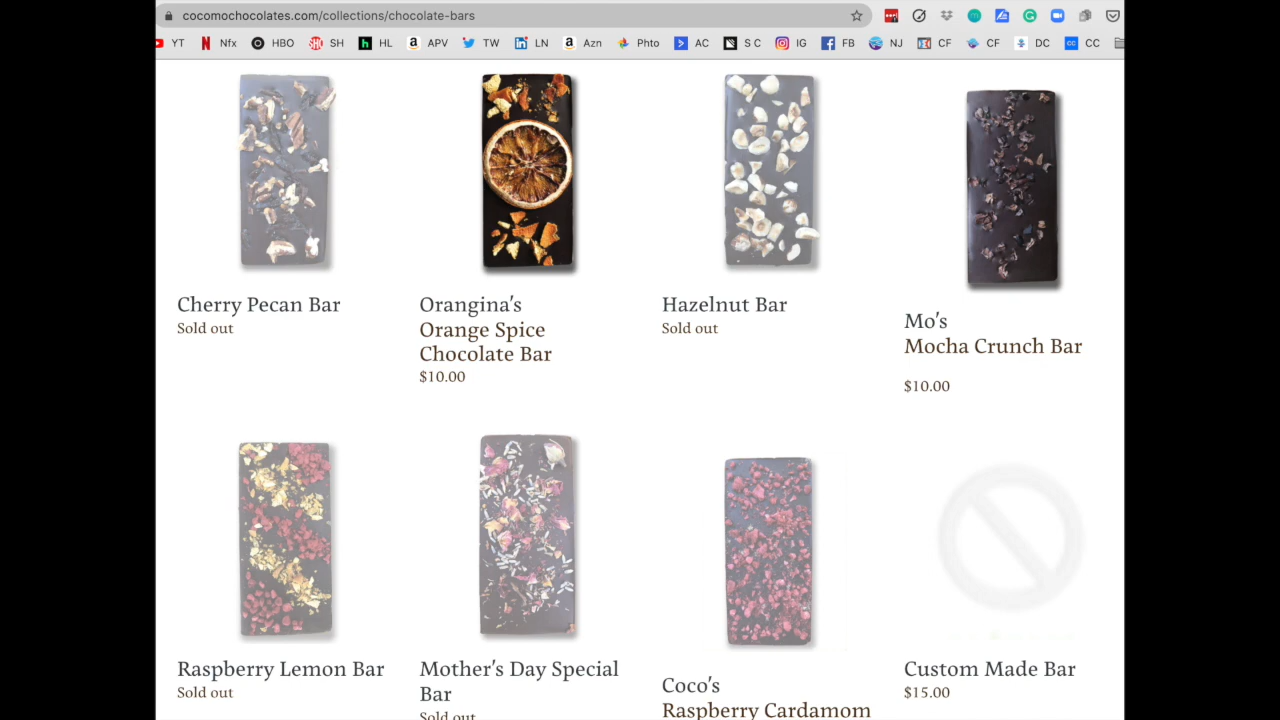 cocomochocolates.com/collections/chocolate-bars
YT Nfx HBO SH HL APV TW LN Azn Phto AC S C IG FB NJ CF CF DC CC
Cherry Pecan Bar
Sold out
Orangina's
Orange Spice
Chocolate Bar
$10.00
Hazelnut Bar
Sold out
Mo's
Mocha Crunch Bar
$10.00
Raspberry Lemon Bar
Sold out
Mother's Day Special
Bar
Sold out
Coco's
Raspberry Cardamom
Custom Made Bar
$15.00